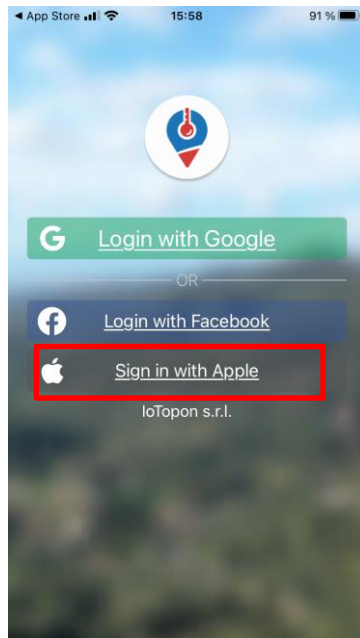 ◀ App Store 15:58 91 %
Login with Google
OR
Login with Facebook
Sign in with Apple
IoTopon s.r.l.